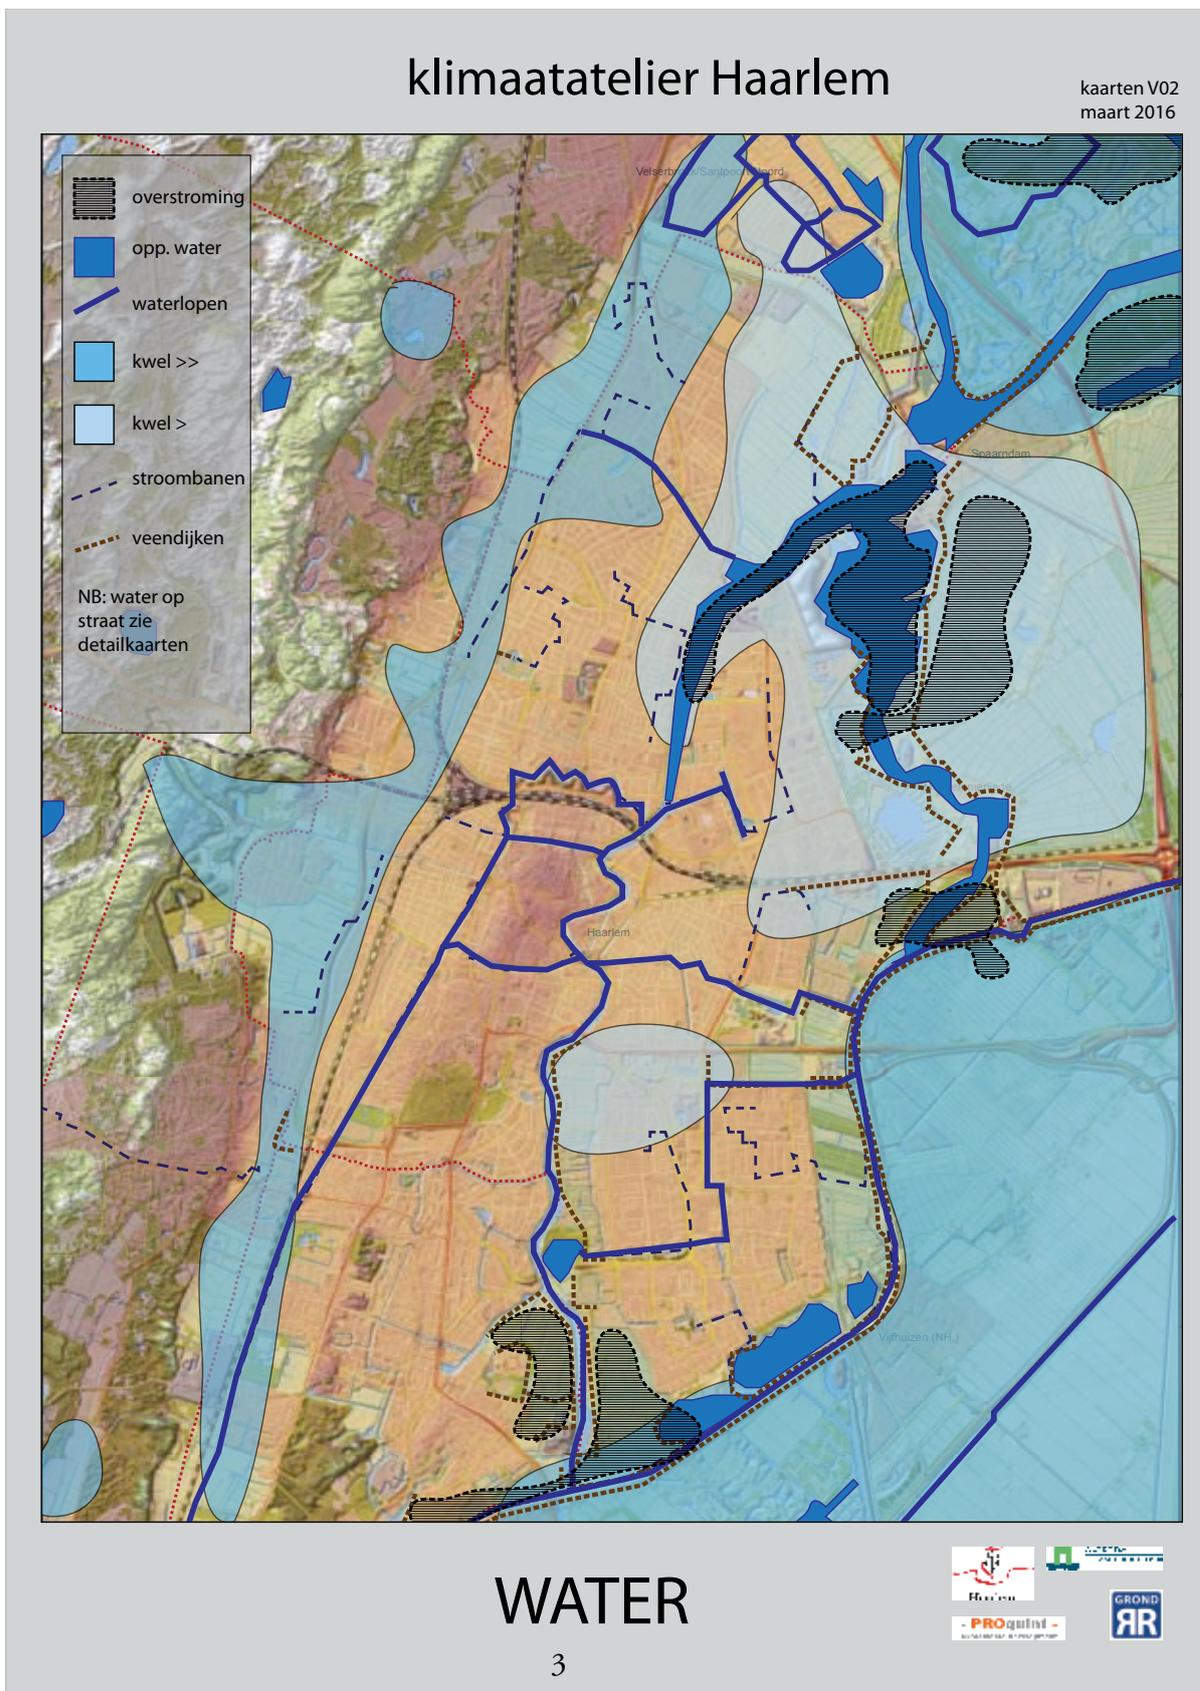 klimaatatelier Haarlem
kaarten V02
maart 2016
overstroming
opp. water
waterlopen
kwel >>
kwel >
stroombanen
veendijken
NB: water op
straat zie
detailkaarten
Spaarndam
Haarlem
Vijfhuizen (NH.)
WATER
GROND
RR
PROquint
3